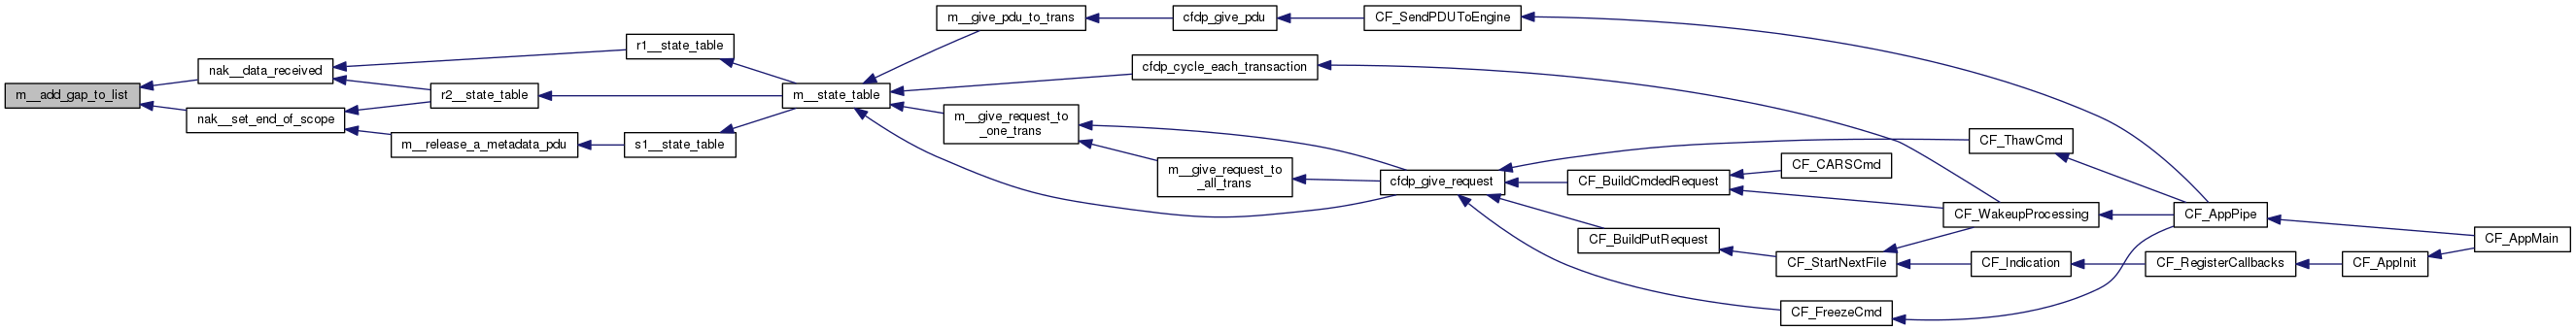 m__add_gap_to_list
nak__data_received
nak__set_end_of_scope
r1__state_table
r2__state_table
m__release_a_metadata_pdu
s1__state_table
m__state_table
m__give_pdu_to_trans
cfdp_give_pdu
CF_SendPDUToEngine
cfdp_cycle_each_transaction
m__give_request_to
_one_trans
m__give_request_to
_all_trans
cfdp_give_request
CF_ThawCmd
CF_BuildCmdedRequest
CF_CARSCmd
CF_BuildPutRequest
CF_StartNextFile
CF_FreezeCmd
CF_WakeupProcessing
CF_Indication
CF_RegisterCallbacks
CF_AppPipe
CF_AppInit
CF_AppMain